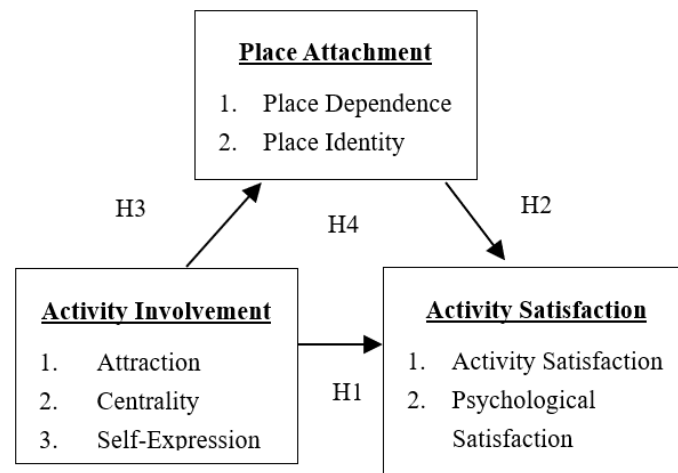 Place Attachment
1. Place Dependence
2. Place Identity
H3
H4
H2
Activity Involvement
1. Attraction
2. Centrality
3. Self-Expression
H1
Activity Satisfaction
1. Activity Satisfaction
2. Psychological
Satisfaction